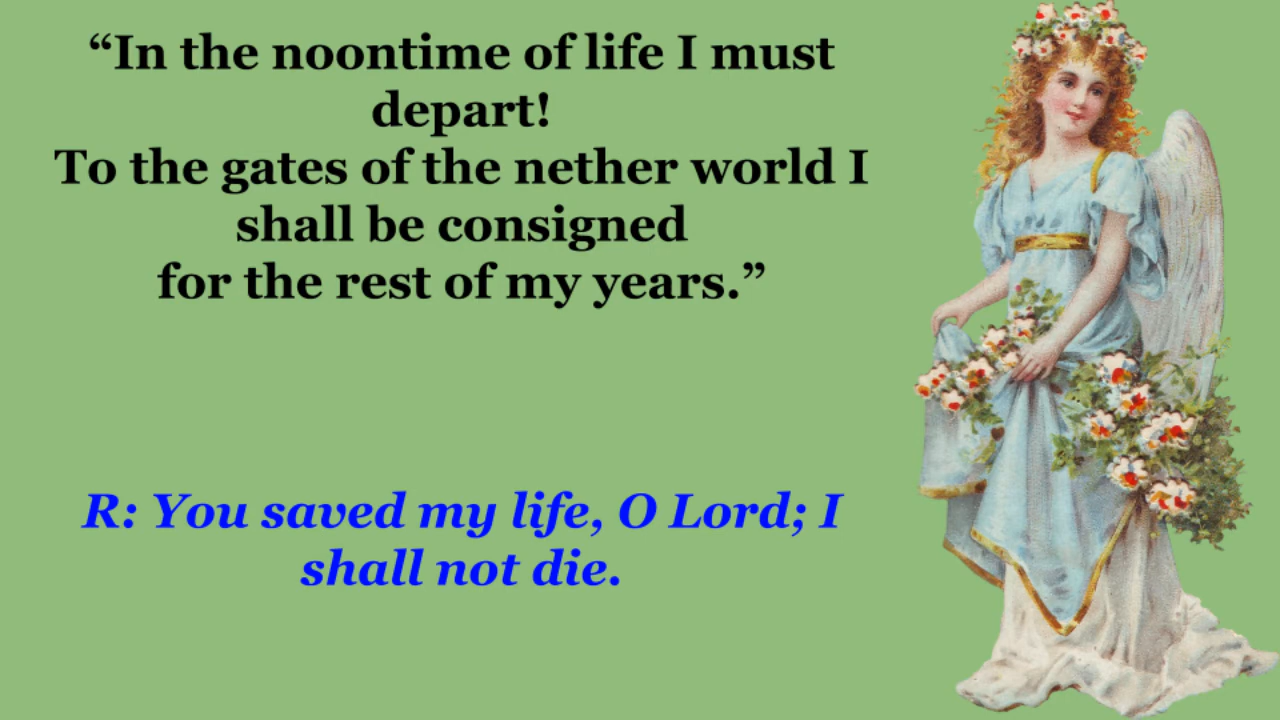 “In the noontime of life I must
depart!
To the gates of the nether world I
shall be consigned
for the rest of my years.”
R: You saved my life, O Lord; I
shall not die.